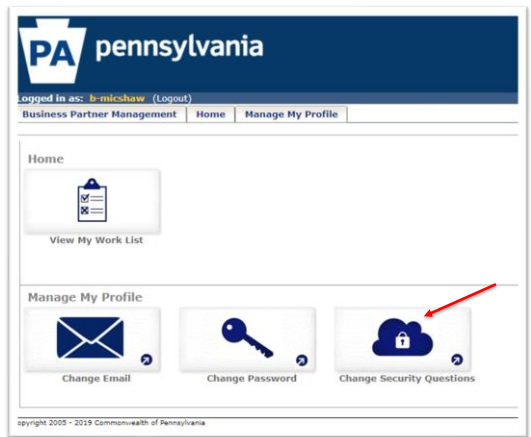 PA pennsylvania
Logged in as: b-micshaw (Logout)
Business Partner Management Home Manage My Profile
Home
View My Work List
Manage My Profile
Change Email Change Password Change Security Questions
opyright 2005 - 2019 Commonwealth of Pennsylvania